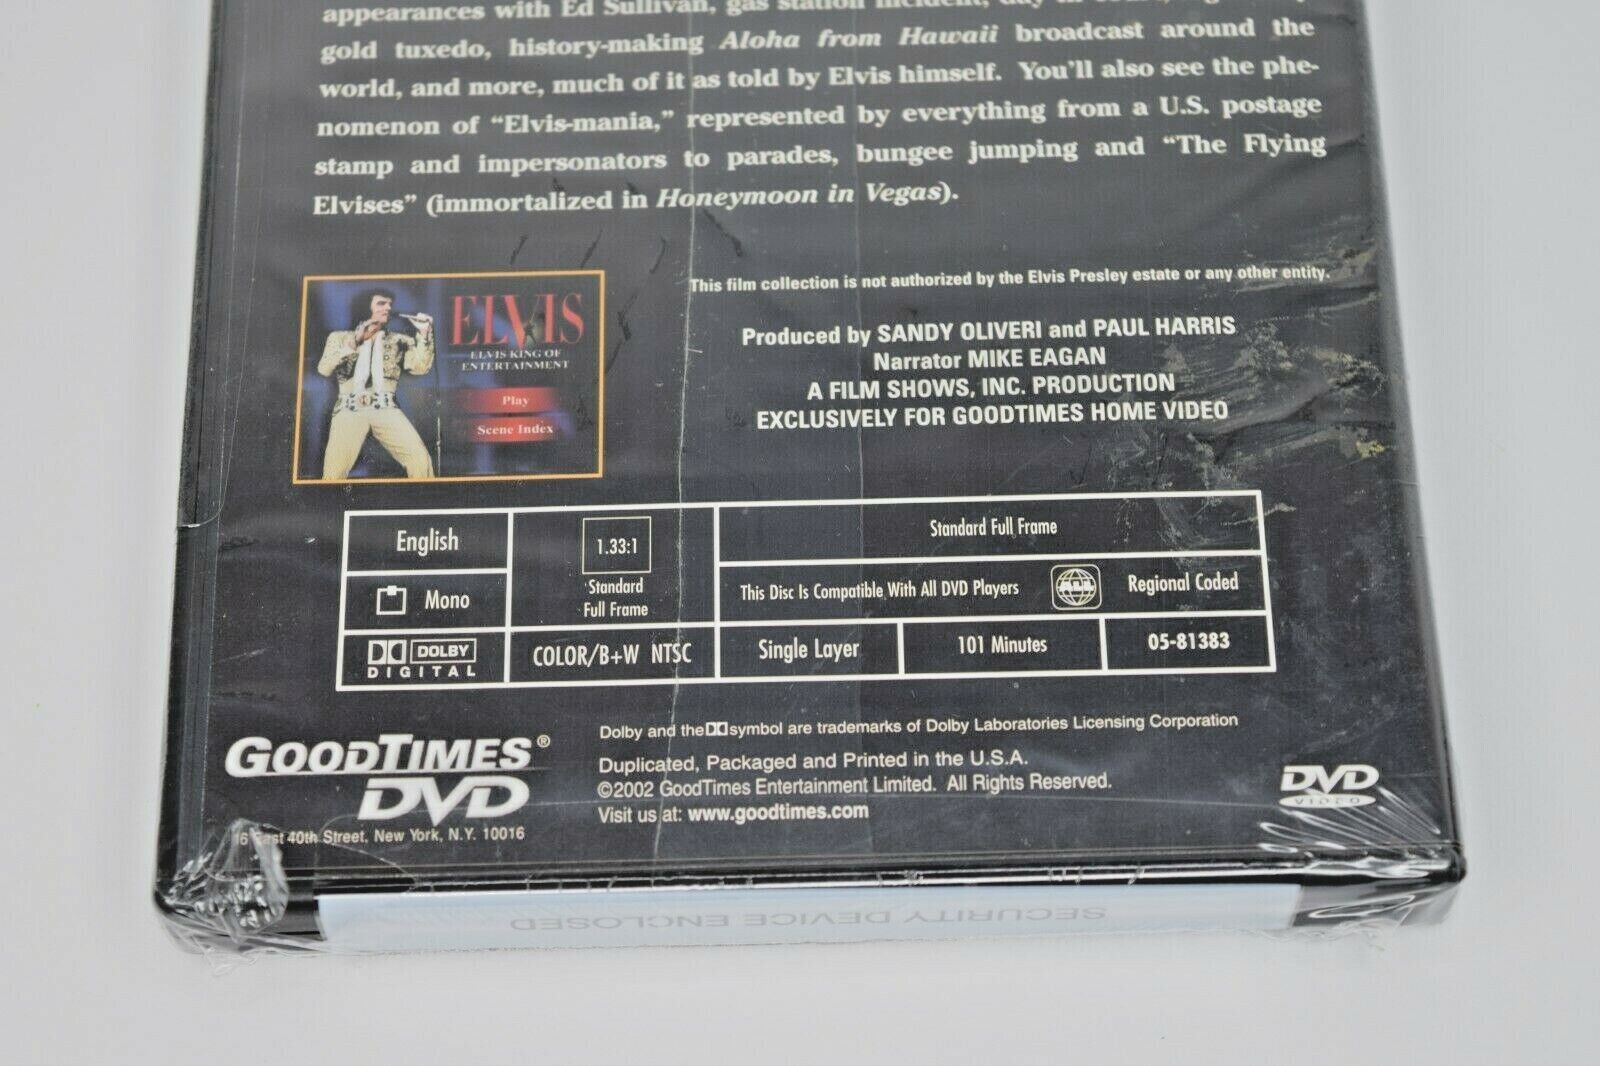 appearances with Ed Sullivan, gas station incident, day in court,
gold tuxedo, history-making Aloha from Hawaii broadcast around the
world, and more, much of it as told by Elvis himself. You'll also see the phe-
nomenon of "Elvis-mania," represented by everything from a U.S. postage
stamp and impersonators to parades, bungee jumping and "The Flying
Elvises" (immortalized in Honeymoon in Vegas).
This film collection is not authorized by the Elvis Presley estate or any other entity.
ELVIS
ELVIS KING OF
ENTERTAINMENT
Play
Scene Index
Produced by SANDY OLIVERI and PAUL HARRIS
Narrator MIKE EAGAN
A FILM SHOWS, INC. PRODUCTION
EXCLUSIVELY FOR GOODTIMES HOME VIDEO
English
Mono
DOLBY
DIGITAL
1.33:1
Standard
Full Frame
COLOR/B+W NTSC
Standard Full Frame
This Disc Is Compatible With All DVD Players
ALL
Regional Coded
Single Layer
101 Minutes
05-81383
GOODTIMES®
DVD
16 East 40th Street, New York, N.Y. 10016
Dolby and the symbol are trademarks of Dolby Laboratories Licensing Corporation
Duplicated, Packaged and Printed in the U.S.A.
©2002 GoodTimes Entertainment Limited. All Rights Reserved.
Visit us at: www.goodtimes.com
DVD
VIDEO
SECURITY DEVICE ENCLOSED